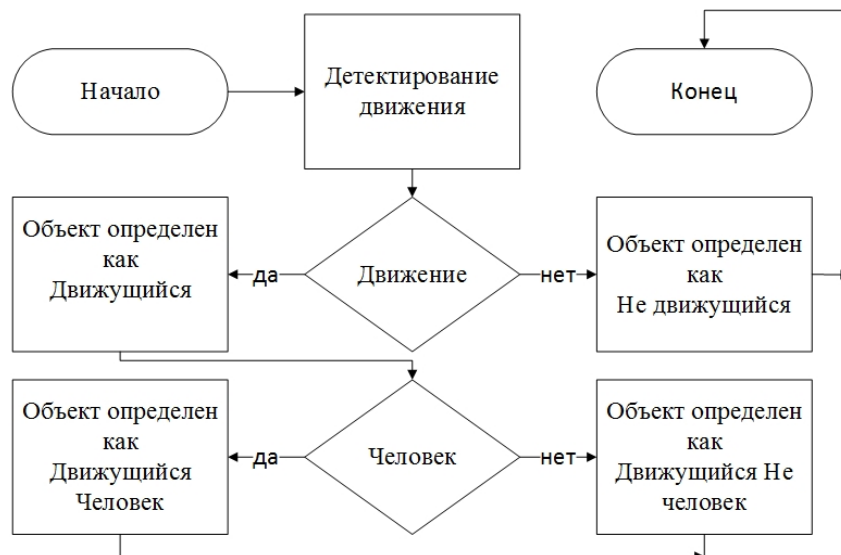 Начало
Детектирование
движения
Конец
Объект определен
как
Движущийся
да
Движение
нет
Объект определен
как
Не движущийся
Объект определен
как
Движущийся
Человек
да
Человек
нет
Объект определен
как
Движущийся Не
человек